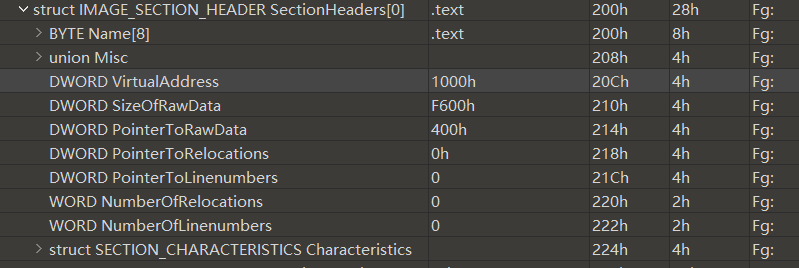 struct IMAGE_SECTION_HEADER SectionHeaders[0] .text 200h 28h Fg:
BYTE Name[8] .text 200h 8h Fg:
union Misc 208h 4h Fg:
DWORD VirtualAddress 1000h 20Ch 4h Fg:
DWORD SizeOfRawData F600h 210h 4h Fg:
DWORD PointerToRawData 400h 214h 4h Fg:
DWORD PointerToRelocations 0h 218h 4h Fg:
DWORD PointerToLinenumbers 0 21Ch 4h Fg:
WORD NumberOfRelocations 0 220h 2h Fg:
WORD NumberOfLinenumbers 0 222h 2h Fg:
struct SECTION_CHARACTERISTICS Characteristics 224h 4h Fg: